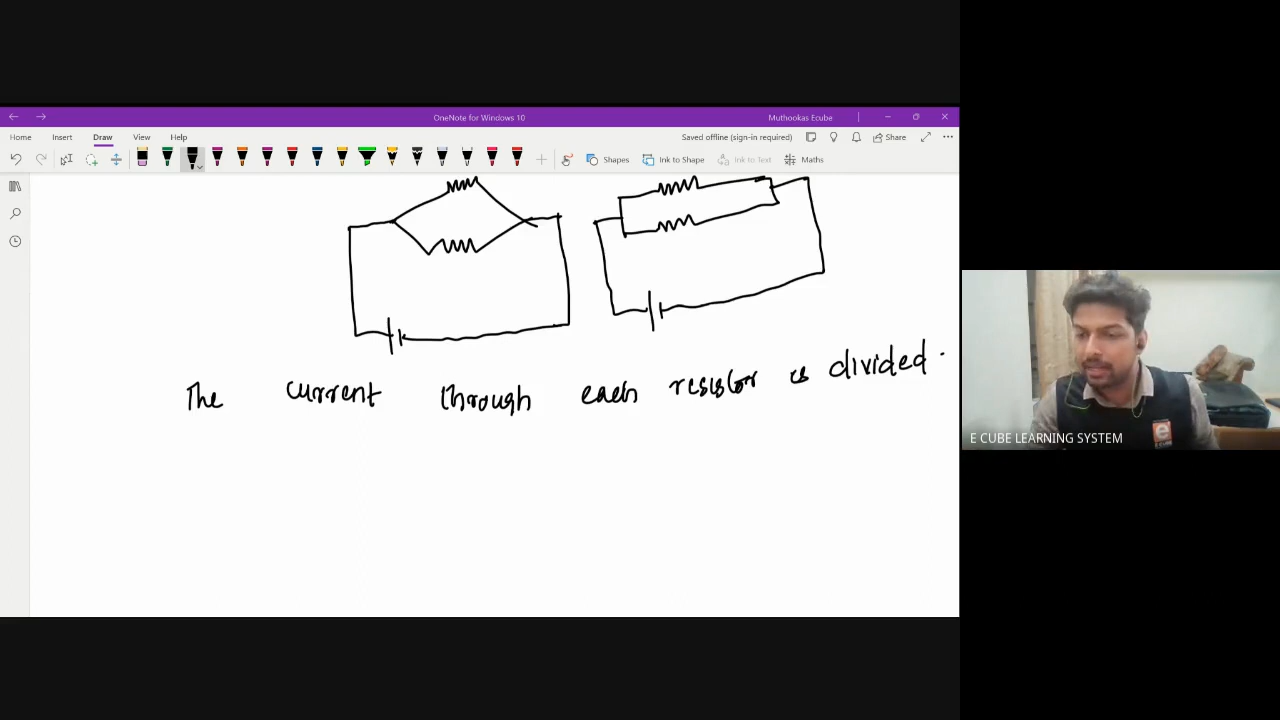 OneNote for Windows 10
Muthookas Ecube
Home Insert Draw View Help
Saved offline (sign-in required) Share
Shapes Ink to Shape Ink to Text Maths
The current through each resistor is divided.
E CUBE LEARNING SYSTEM